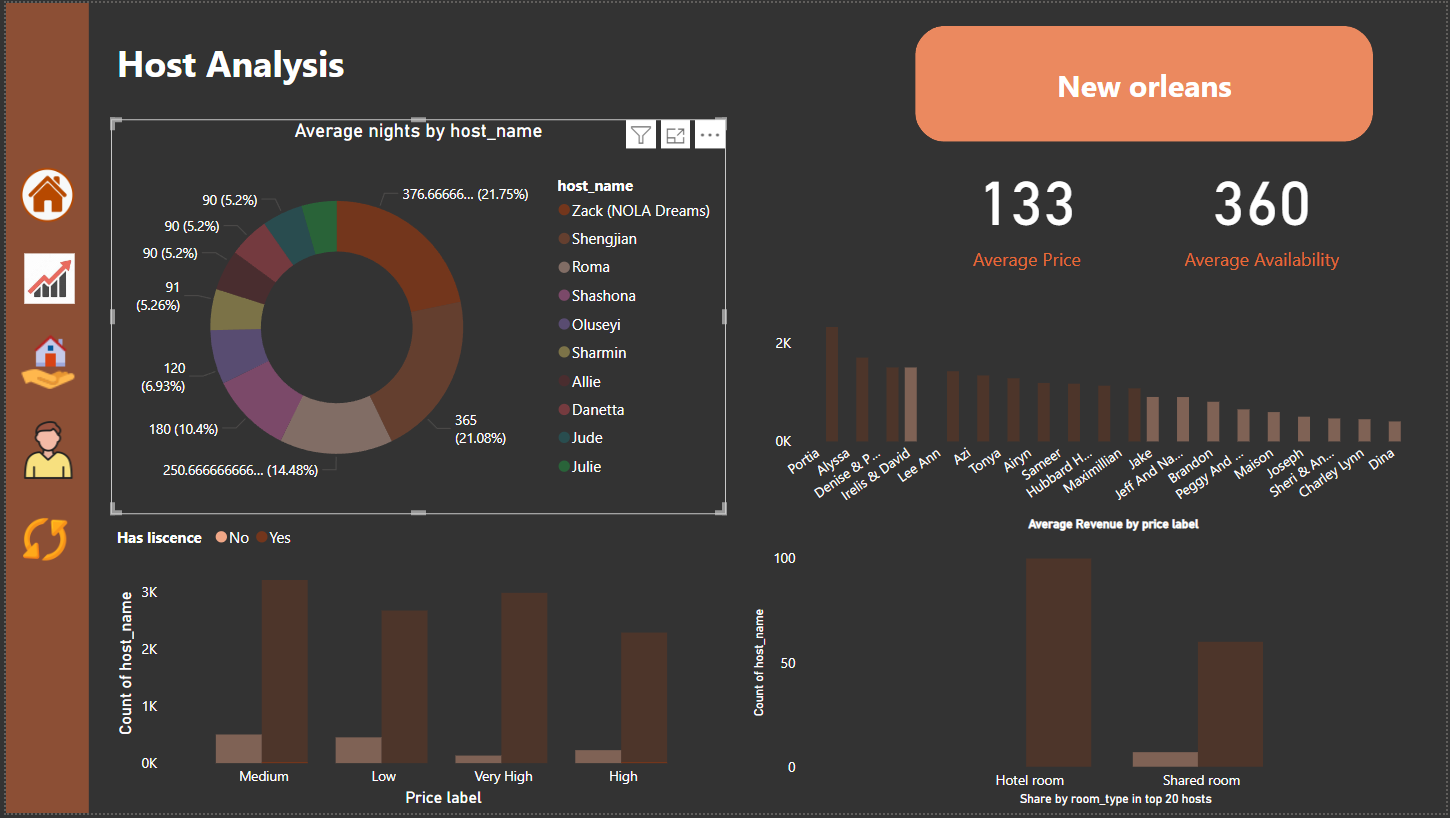 Host Analysis
New orleans
Average nights by host_name
376.66666... (21.75%)
365
(21.08%)
250.666666666... (14.48%)
180 (10.4%)
120
(6.93%)
91
(5.26%)
90 (5.2%)
90 (5.2%)
90 (5.2%)
host_name
Zack (NOLA Dreams)
Shengjian
Roma
Shashona
Oluseyi
Sharmin
Allie
Danetta
Jude
Julie
133
Average Price
360
Average Availability
2K
0K
Portia
Alyssa
Denise & P...
Irelis & David
Lee Ann
Azi
Tonya
Airyn
Sameer
Hubbard H...
Maximillian
Jake
Jeff And Na...
Brandon
Peggy And ...
Maison
Joseph
Sheri & An...
Charley Lynn
Dina
Has liscence No Yes
Count of host_name
3K
2K
1K
0K
Medium Low Very High High
Price label
Average Revenue by price label
Count of host_name
100
50
0
Hotel room Shared room
Share by room_type in top 20 hosts